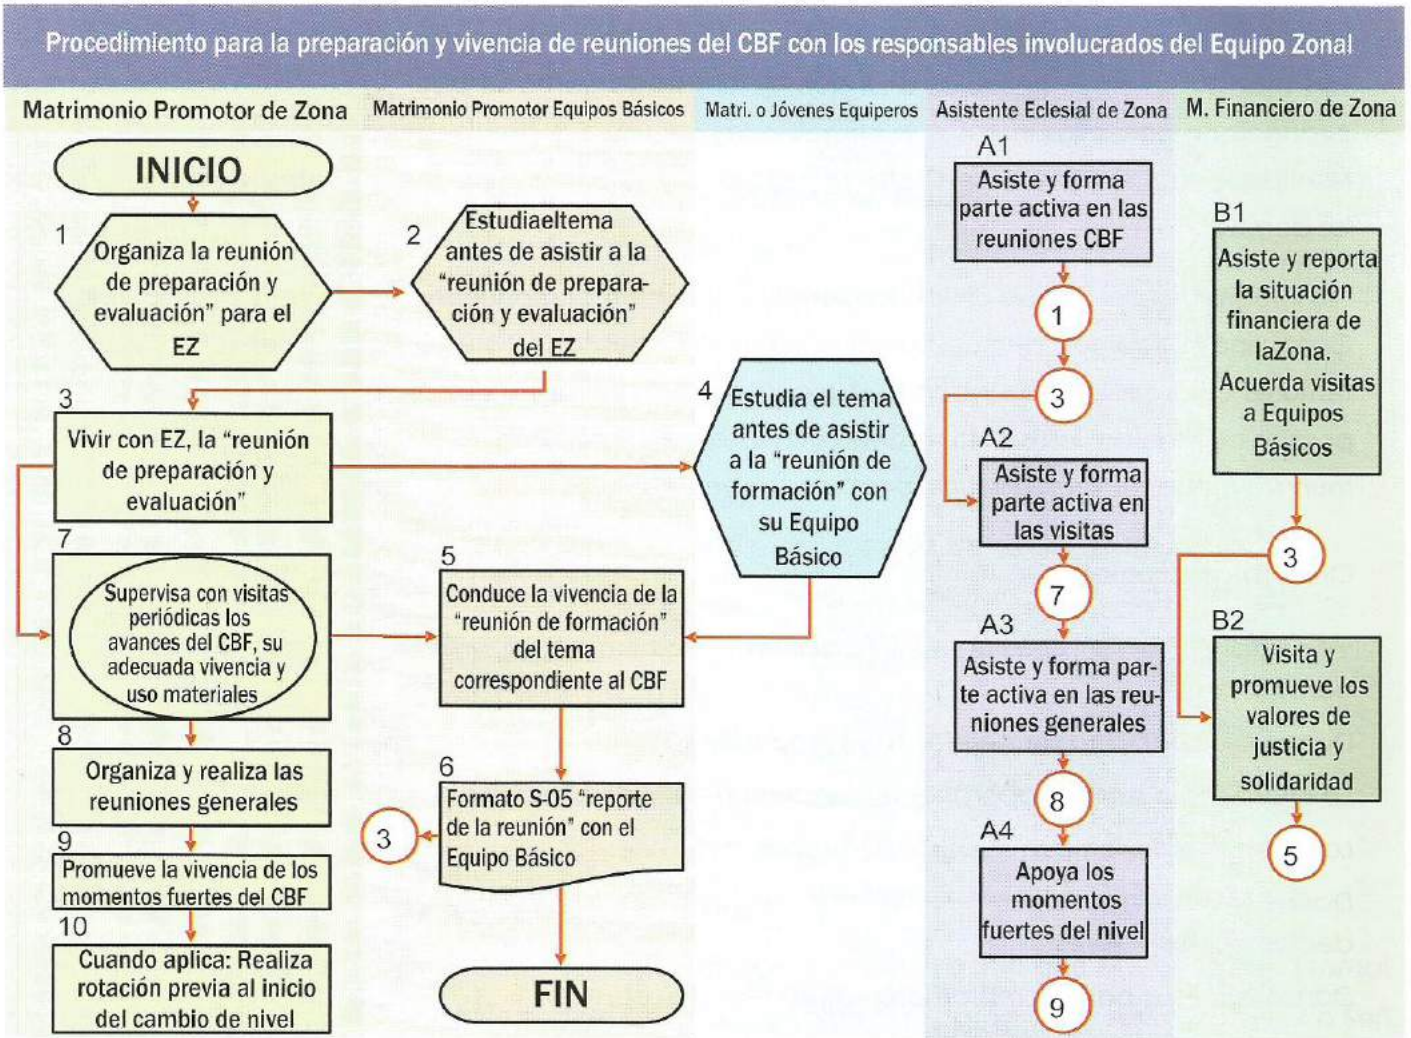 Procedimiento para la preparación y vivencia de reuniones del CBF con los responsables involucrados del Equipo Zonal
Matrimonio Promotor de Zona
Matrimonio Promotor Equipos Básicos
Matri. o Jóvenes Equiperos
Asistente Eclesial de Zona
M. Financiero de Zona
INICIO
1
Organiza la reunión
de preparación y
evaluación” para el
EZ
2
Estudiaeltema
antes de asistir a la
“reunión de prepara-
ción y evaluación”
del EZ
3
Vivir con EZ, la “reunión
de preparación y
evaluación”
4
Estudia el tema
antes de asistir
a la “reunión de
formación” con
su Equipo
Básico
7
Supervisa con visitas
periódicas los
avances del CBF, su
adecuada vivencia y
uso materiales
5
Conduce la vivencia de la
“reunión de formación”
del tema
correspondiente al CBF
8
Organiza y realiza las
reuniones generales
6
Formato S-05 “reporte
de la reunión” con el
Equipo Básico
3
9
Promueve la vivencia de los
momentos fuertes del CBF
10
Cuando aplica: Realiza
rotación previa al inicio
del cambio de nivel
FIN
A1
Asiste y forma
parte activa en las
reuniones CBF
1
3
A2
Asiste y forma
parte activa en
las visitas
7
A3
Asiste y forma par-
te activa en las reu-
niones generales
8
A4
Apoya los
momentos
fuertes del nivel
9
B1
Asiste y reporta
la situación
financiera de
laZona.
Acuerda visitas
a Equipos
Básicos
3
B2
Visita y
promueve los
valores de
justicia y
solidaridad
5